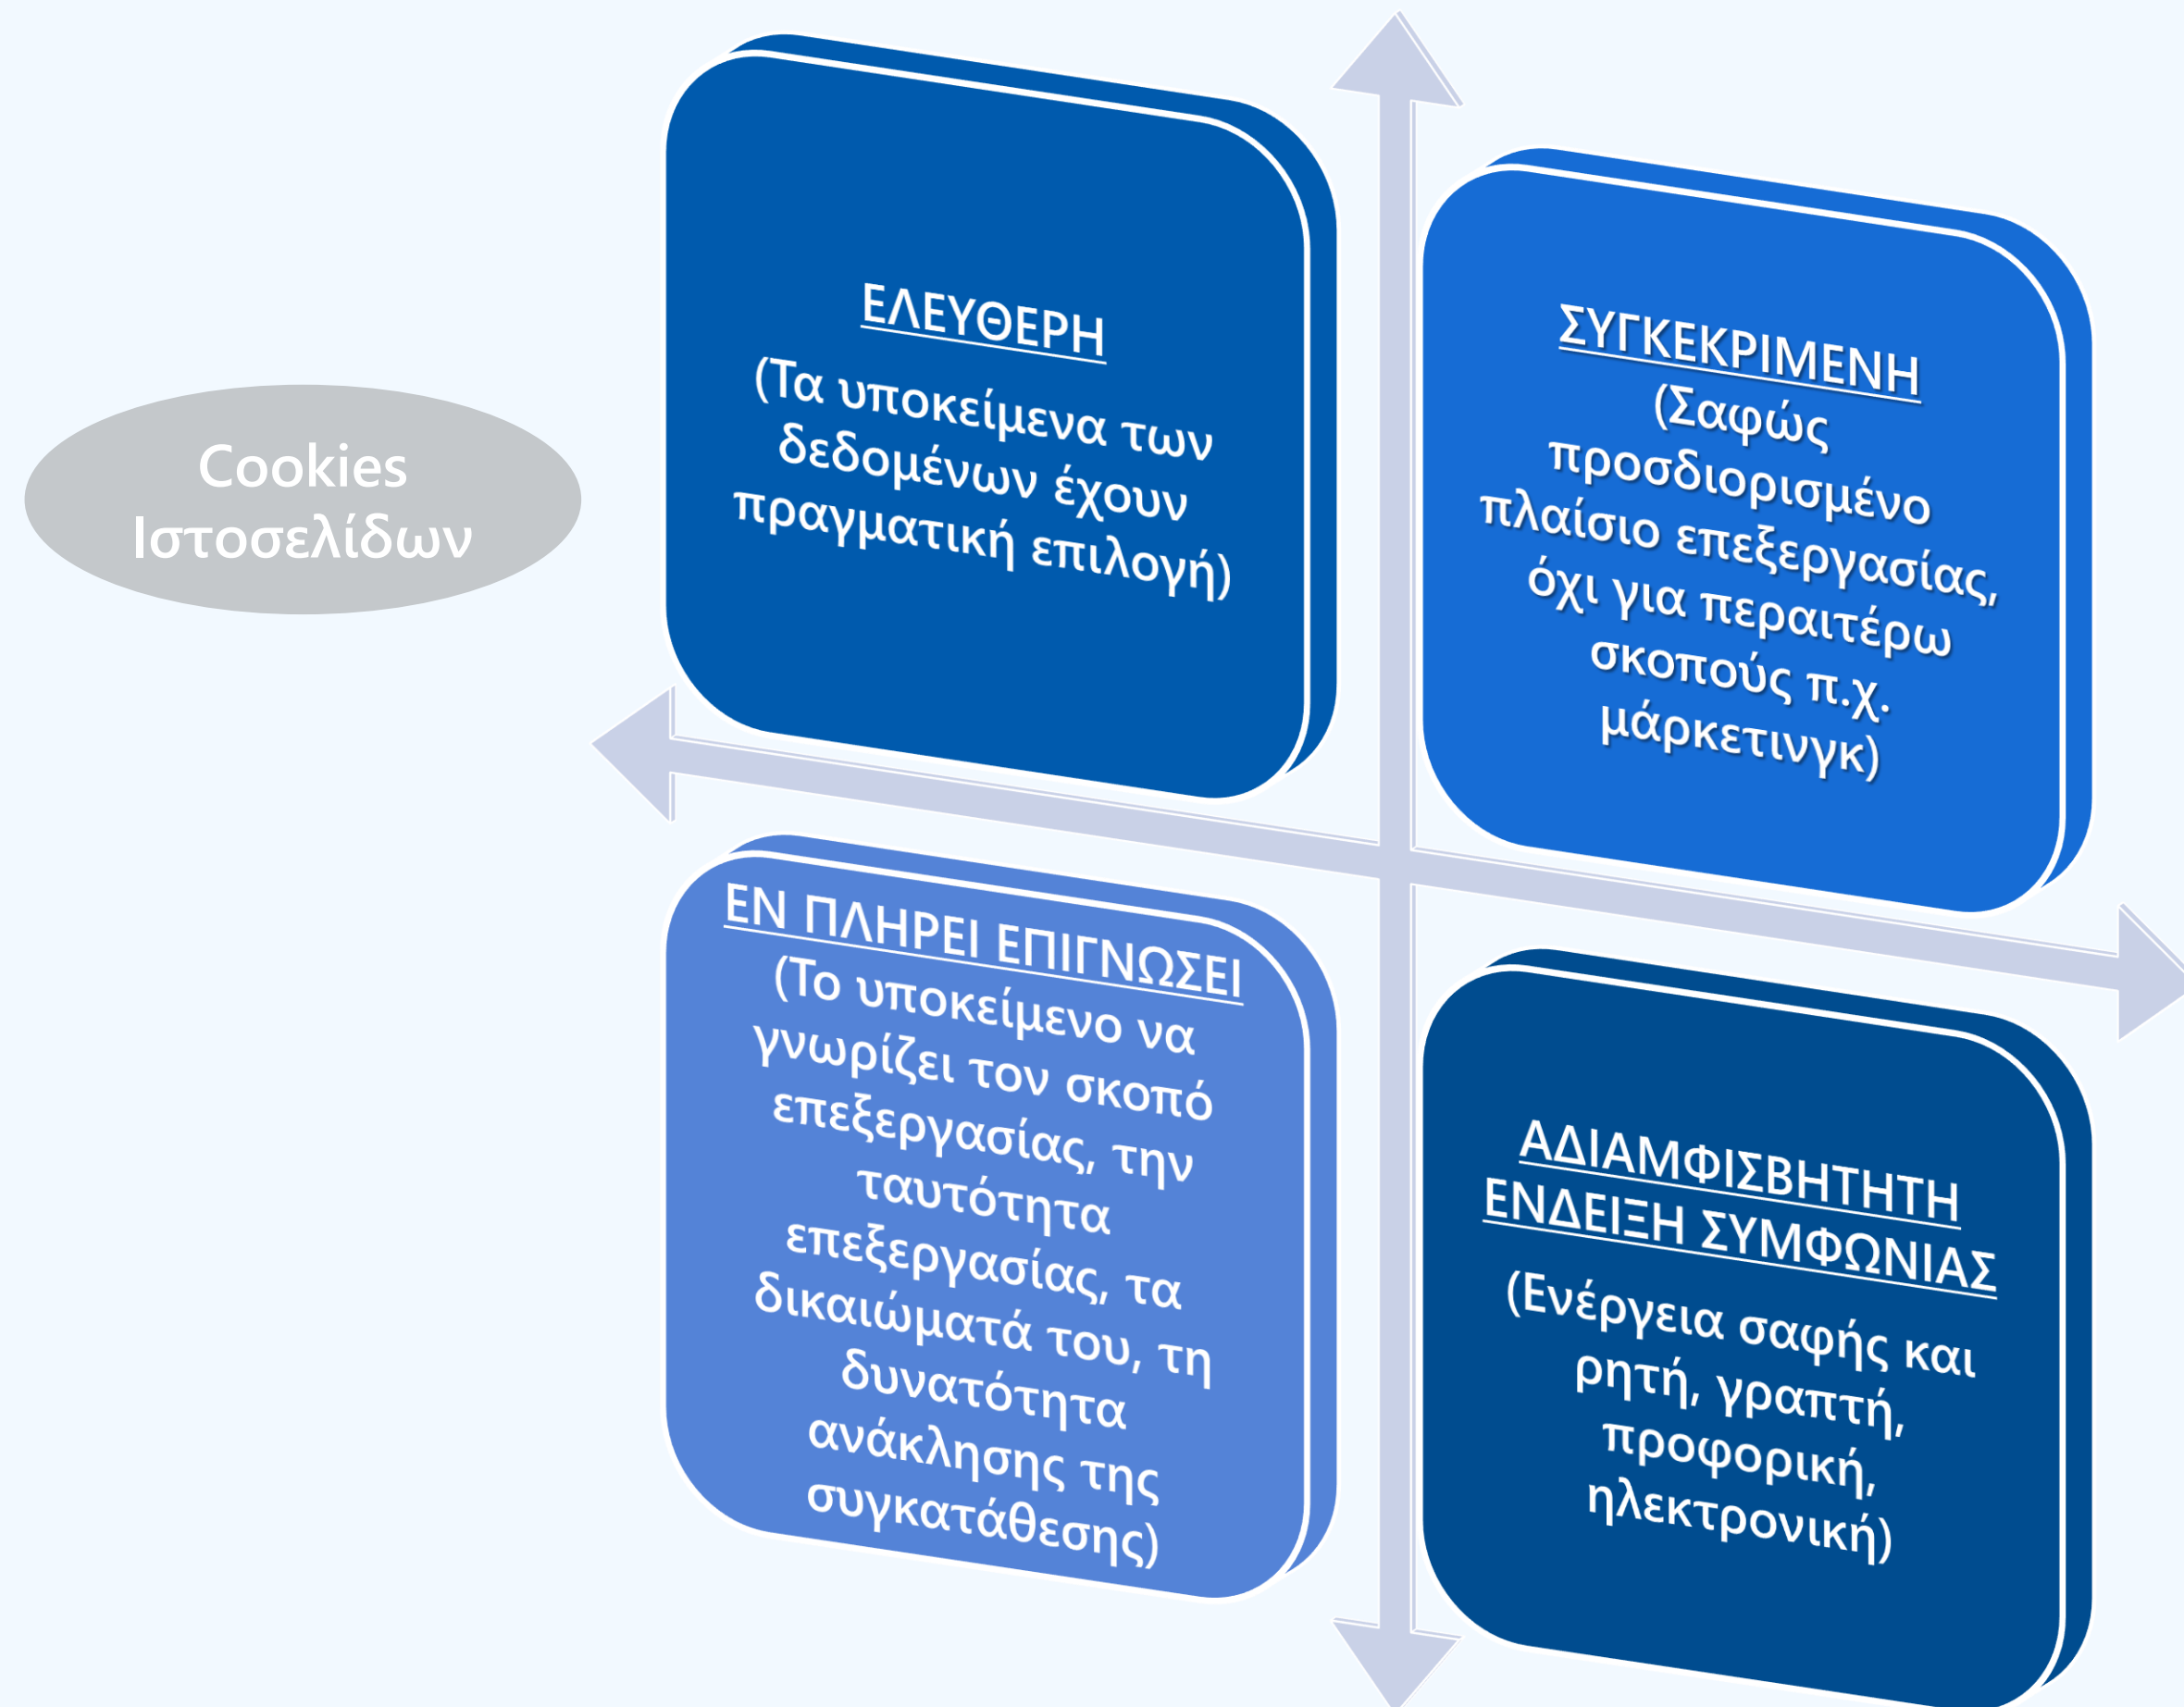 Cookies
Ιστοσελίδων
ΕΛΕΥΘΕΡΗ
(Τα υποκείμενα των
δεδομένων έχουν
πραγματική επιλογή)
ΣΥΓΚΕΚΡΙΜΕΝΗ
(Σαφώς
προσδιορισμένο
πλαίσιο επεξεργασίας,
όχι για περαιτέρω
σκοπούς π.χ.
μάρκετινγκ)
ΕΝ ΠΛΗΡΕΙ ΕΠΙΓΝΩΣΕΙ
(Το υποκείμενο να
γνωρίζει τον σκοπό
επεξεργασίας, την
ταυτότητα
επεξεργασίας, τα
δικαιώματά του, τη
δυνατότητα
ανάκλησης της
συγκατάθεσης)
ΑΔΙΑΜΦΙΣΒΗΤΗΤΗ
ΕΝΔΕΙΞΗ ΣΥΜΦΩΝΙΑΣ
(Ενέργεια σαφής και
ρητή, γραπτή,
προφορική,
ηλεκτρονική)